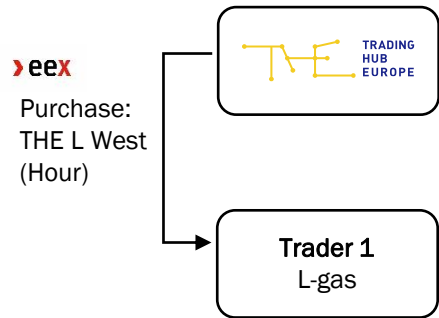 eex
Purchase:
THE L West
(Hour)
THE
TRADING
HUB
EUROPE
Trader 1
L-gas